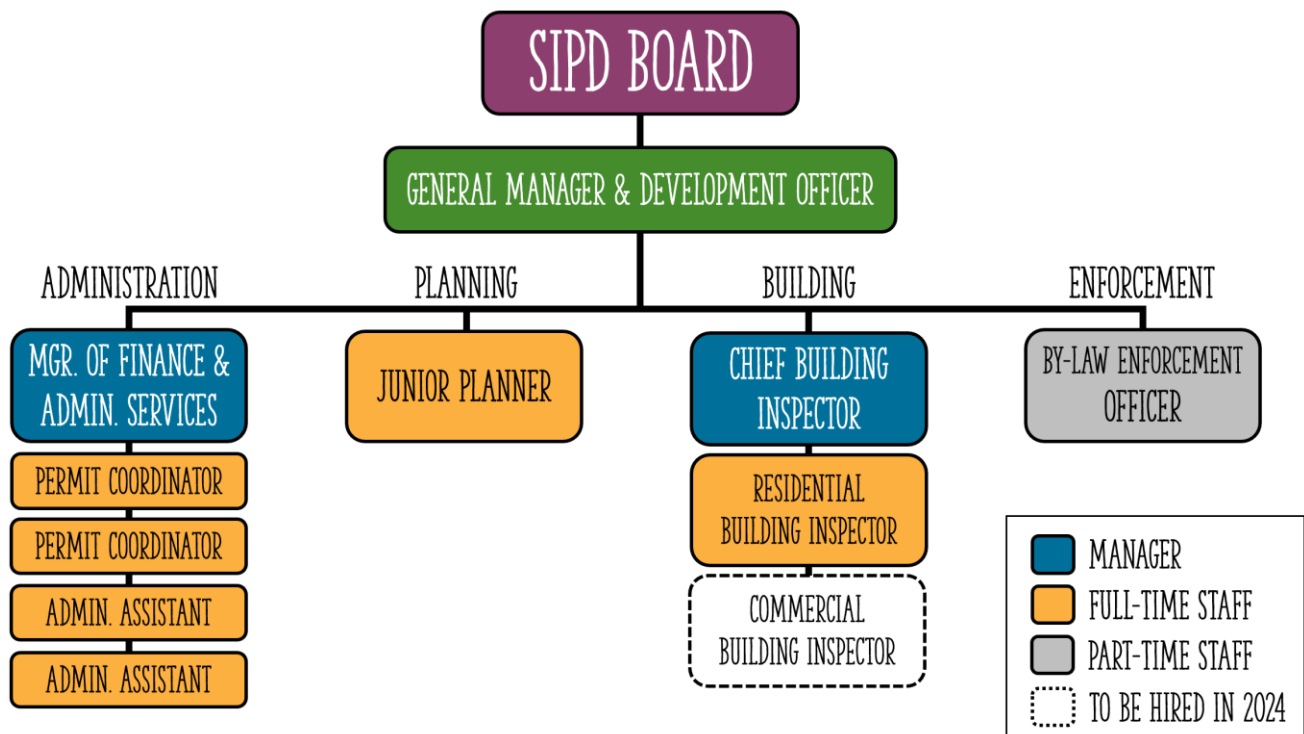 SIPD BOARD
GENERAL MANAGER & DEVELOPMENT OFFICER
ADMINISTRATION
PLANNING
BUILDING
ENFORCEMENT
MGR. OF FINANCE &
ADMIN. SERVICES
PERMIT COORDINATOR
PERMIT COORDINATOR
ADMIN. ASSISTANT
ADMIN. ASSISTANT
JUNIOR PLANNER
CHIEF BUILDING
INSPECTOR
RESIDENTIAL
BUILDING INSPECTOR
COMMERCIAL
BUILDING INSPECTOR
BY-LAW ENFORCEMENT
OFFICER
MANAGER
FULL-TIME STAFF
PART-TIME STAFF
TO BE HIRED IN 2024